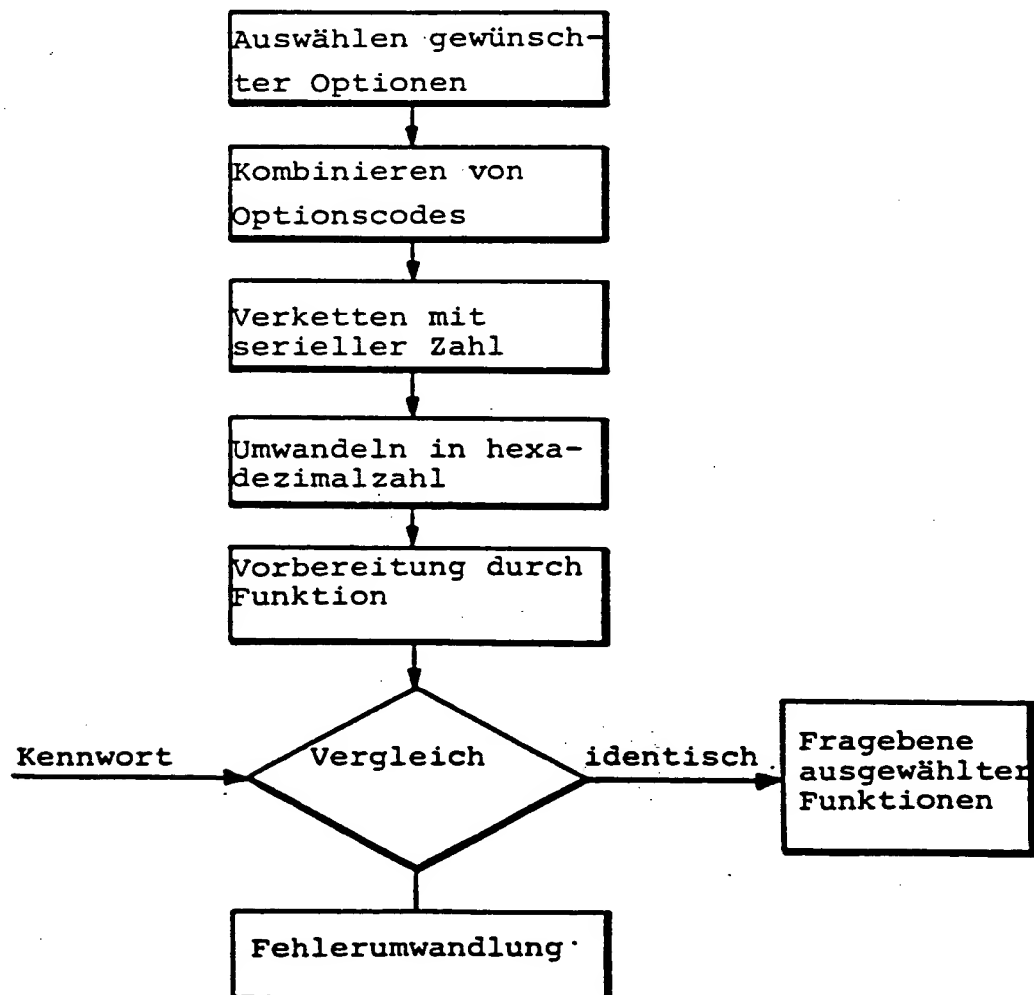 Auswählen gewünsch-
ter Optionen
Kombinieren von
Optionscodes
Verketten mit
serieller Zahl
Umwandeln in hexa-
dezimalzahl
Vorbereitung durch
Funktion
Kennwort
Vergleich
identisch
Fragebene
ausgewählter
Funktionen
Fehlerumwandlung